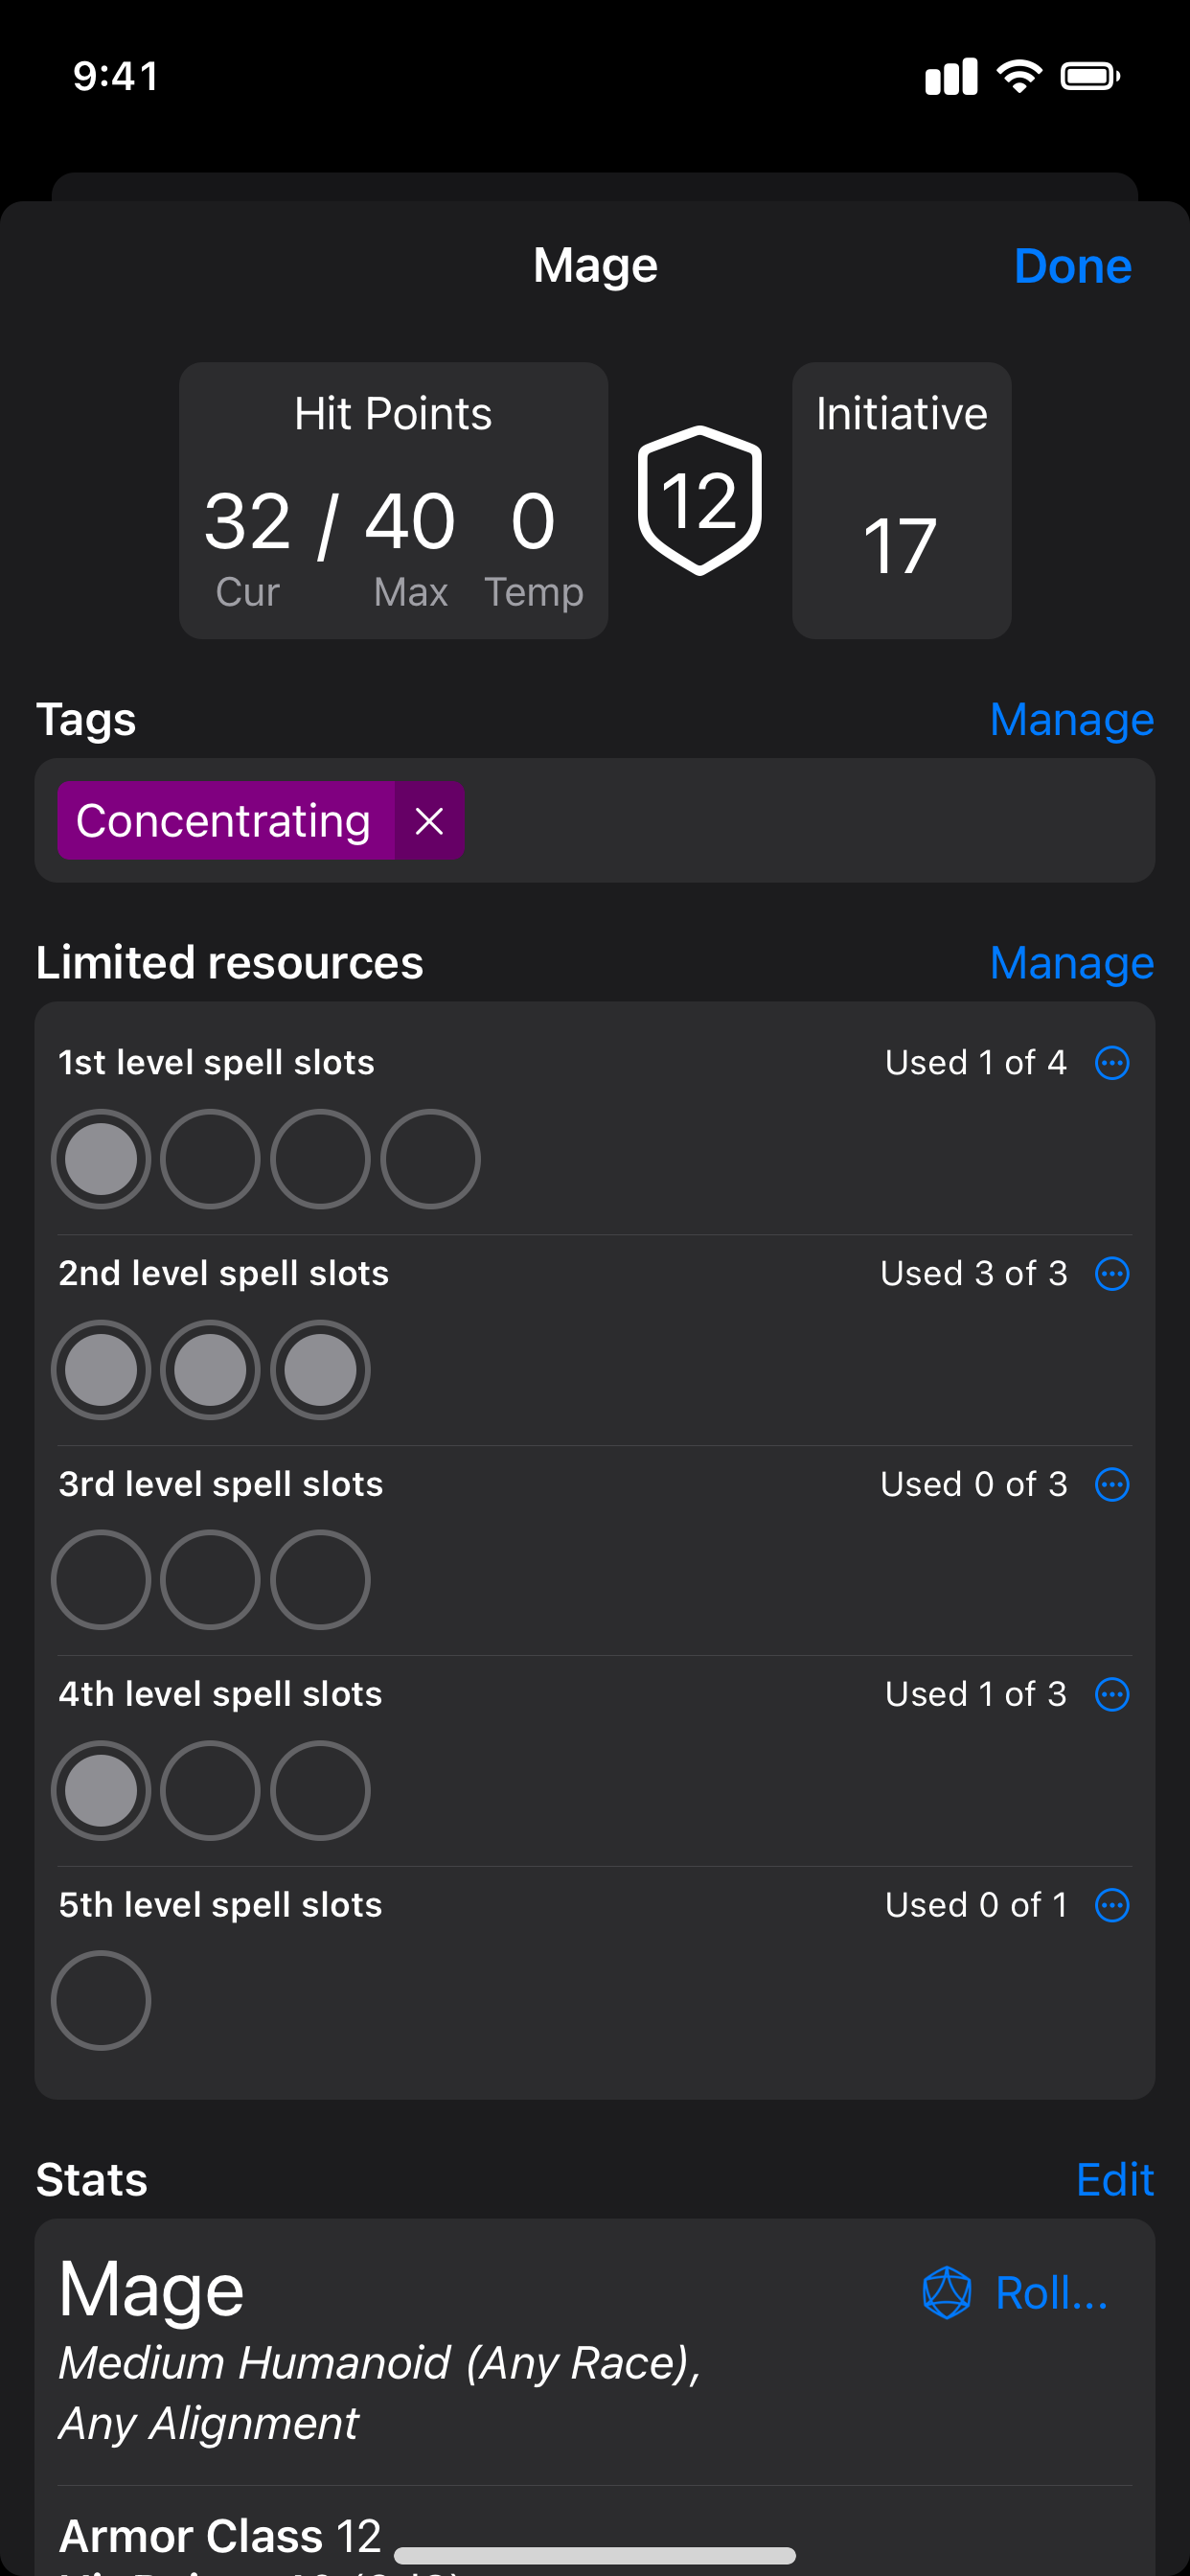 9:41
Mage
Done
Hit Points
Initiative
32 / 40 0
12
17
Cur Max Temp
Tags
Manage
Concentrating
Limited resources
Manage
1st level spell slots
Used 1 of 4
2nd level spell slots
Used 3 of 3
3rd level spell slots
Used 0 of 3
4th level spell slots
Used 1 of 3
5th level spell slots
Used 0 of 1
Stats
Edit
Mage
Roll...
Medium Humanoid (Any Race),
Any Alignment
Armor Class 12